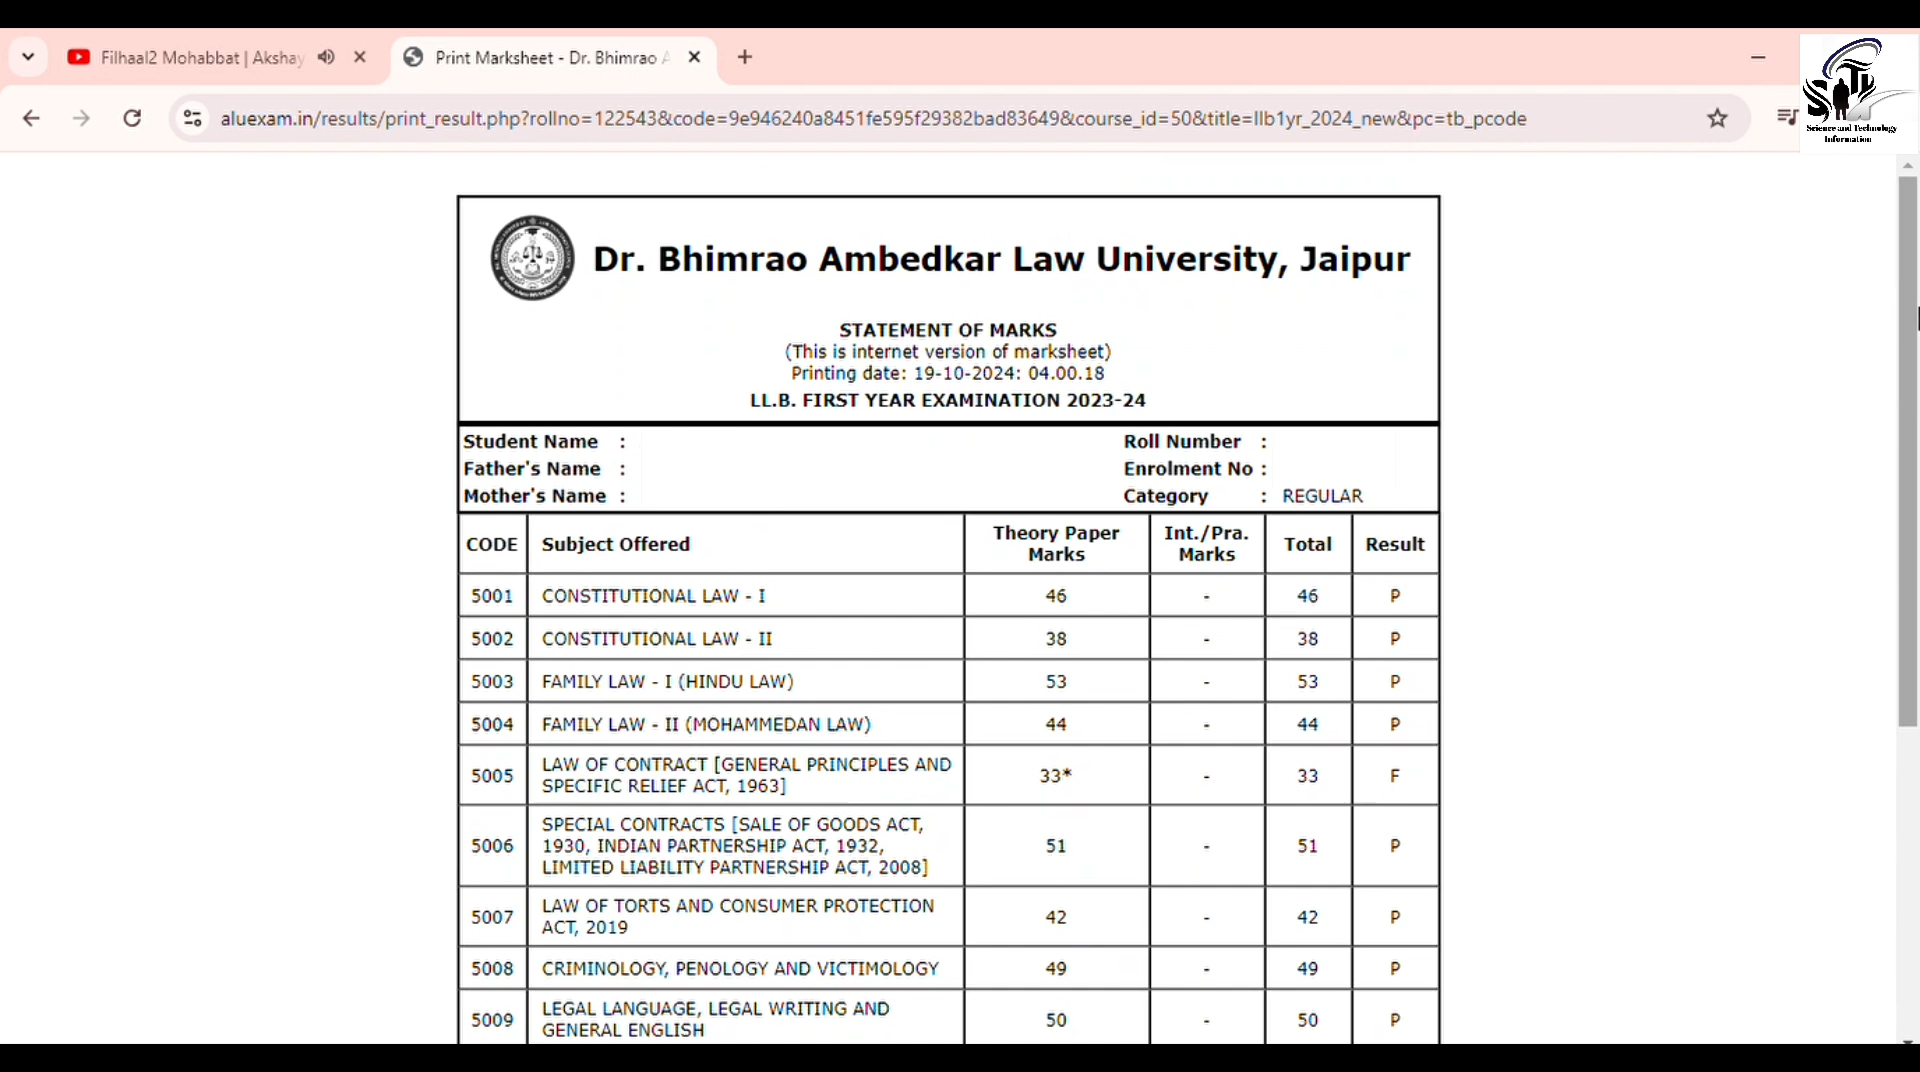 Filhaal2 Mohabbat | Akshay
Print Marksheet - Dr. Bhimrao A
aluexam.in/results/print_result.php?rollno=122543&code=9e946240a8451fe595f29382bad83649&course_id=50&title=llb1yr_2024_new&pc=tb_pcode
Science and Technology
Information
Dr. Bhimrao Ambedkar Law University, Jaipur
STATEMENT OF MARKS
(This is internet version of marksheet)
Printing date: 19-10-2024: 04.00.18
LL.B. FIRST YEAR EXAMINATION 2023-24
Student Name : Roll Number :
Father's Name : Enrolment No :
Mother's Name : Category : REGULAR
CODE Subject Offered Theory Paper Marks Int./Pra. Marks Total Result
5001 CONSTITUTIONAL LAW - I 46 - 46 P
5002 CONSTITUTIONAL LAW - II 38 - 38 P
5003 FAMILY LAW - I (HINDU LAW) 53 - 53 P
5004 FAMILY LAW - II (MOHAMMEDAN LAW) 44 - 44 P
5005 LAW OF CONTRACT [GENERAL PRINCIPLES AND
SPECIFIC RELIEF ACT, 1963] 33* - 33 F
5006 SPECIAL CONTRACTS [SALE OF GOODS ACT,
1930, INDIAN PARTNERSHIP ACT, 1932,
LIMITED LIABILITY PARTNERSHIP ACT, 2008] 51 - 51 P
5007 LAW OF TORTS AND CONSUMER PROTECTION
ACT, 2019 42 - 42 P
5008 CRIMINOLOGY, PENOLOGY AND VICTIMOLOGY 49 - 49 P
5009 LEGAL LANGUAGE, LEGAL WRITING AND
GENERAL ENGLISH 50 - 50 P